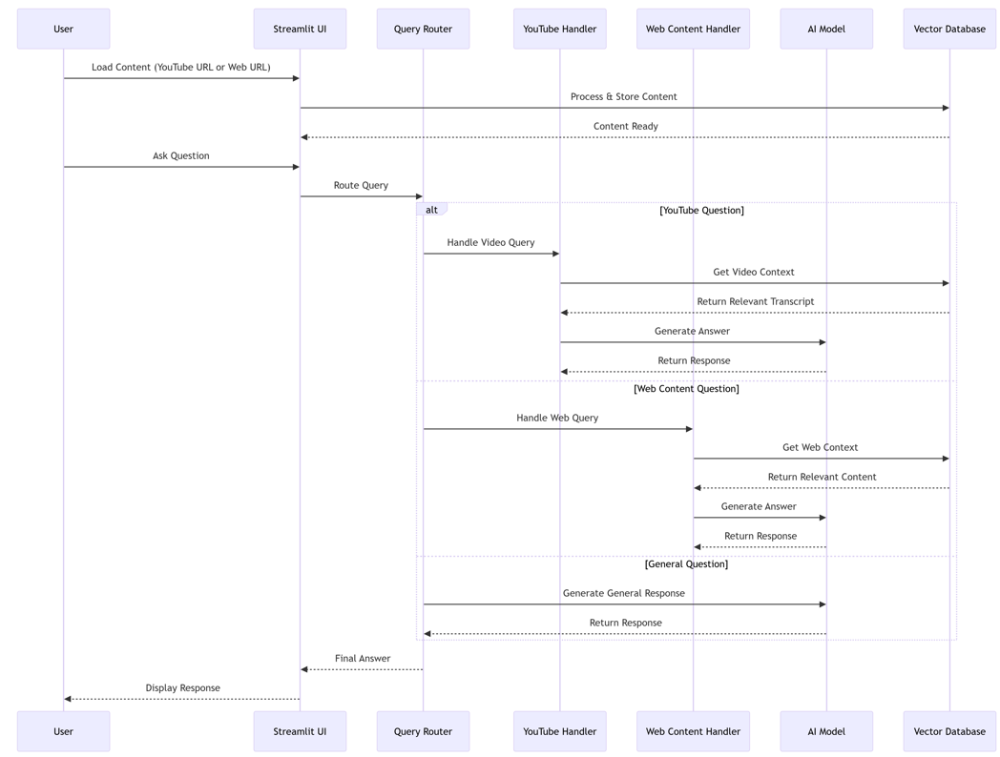 User
Streamlit UI
Query Router
YouTube Handler
Web Content Handler
AI Model
Vector Database
Load Content (YouTube URL or Web URL)
Process & Store Content
Content Ready
Ask Question
Route Query
alt
[YouTube Question]
Handle Video Query
Get Video Context
Return Relevant Transcript
Generate Answer
Return Response
[Web Content Question]
Handle Web Query
Get Web Context
Return Relevant Content
Generate Answer
Return Response
[General Question]
Generate General Response
Return Response
Final Answer
Display Response
User
Streamlit UI
Query Router
YouTube Handler
Web Content Handler
AI Model
Vector Database